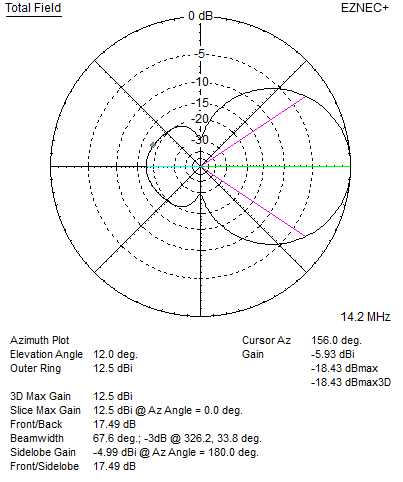 Total Field
EZNEC+
0 dB
-5
-10
-15
-20
-30
14.2 MHz
Azimuth Plot
Elevation Angle 12.0 deg.
Outer Ring 12.5 dBi
Cursor Az 156.0 deg.
Gain -5.93 dBi
-18.43 dBmax
-18.43 dBmax3D
3D Max Gain 12.5 dBi
Slice Max Gain 12.5 dBi @ Az Angle = 0.0 deg.
Front/Back 17.49 dB
Beamwidth 67.6 deg.; -3dB @ 326.2, 33.8 deg.
Sidelobe Gain -4.99 dBi @ Az Angle = 180.0 deg.
Front/Sidelobe 17.49 dB